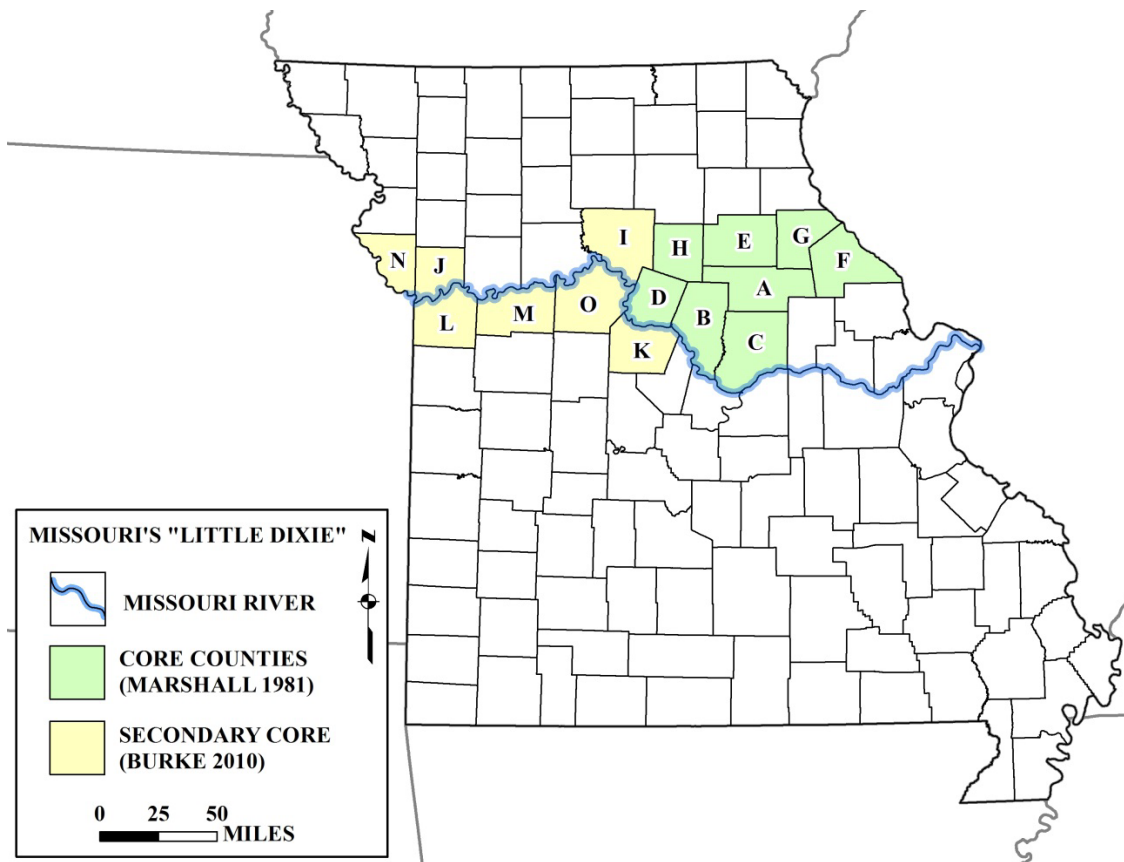 I
H
E
G
F
N
J
A
D
O
B
M
L
C
K
MISSOURI'S "LITTLE DIXIE"
N
MISSOURI RIVER
CORE COUNTIES
(MARSHALL 1981)
SECONDARY CORE
(BURKE 2010)
0 25 50
MILES